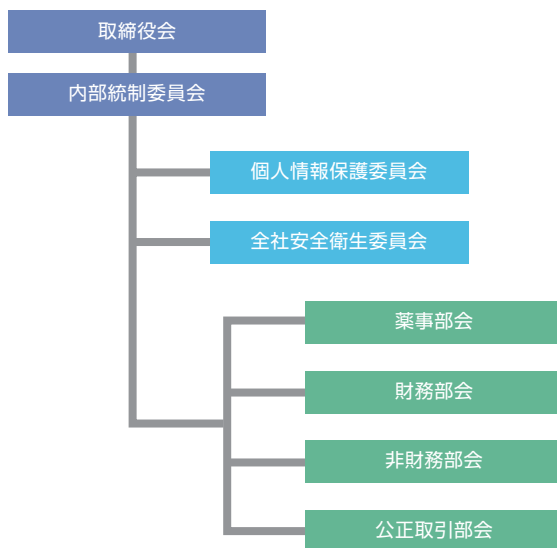 取締役会
内部統制委員会
個人情報保護委員会
全社安全衛生委員会
薬事部会
財務部会
非財務部会
公正取引部会